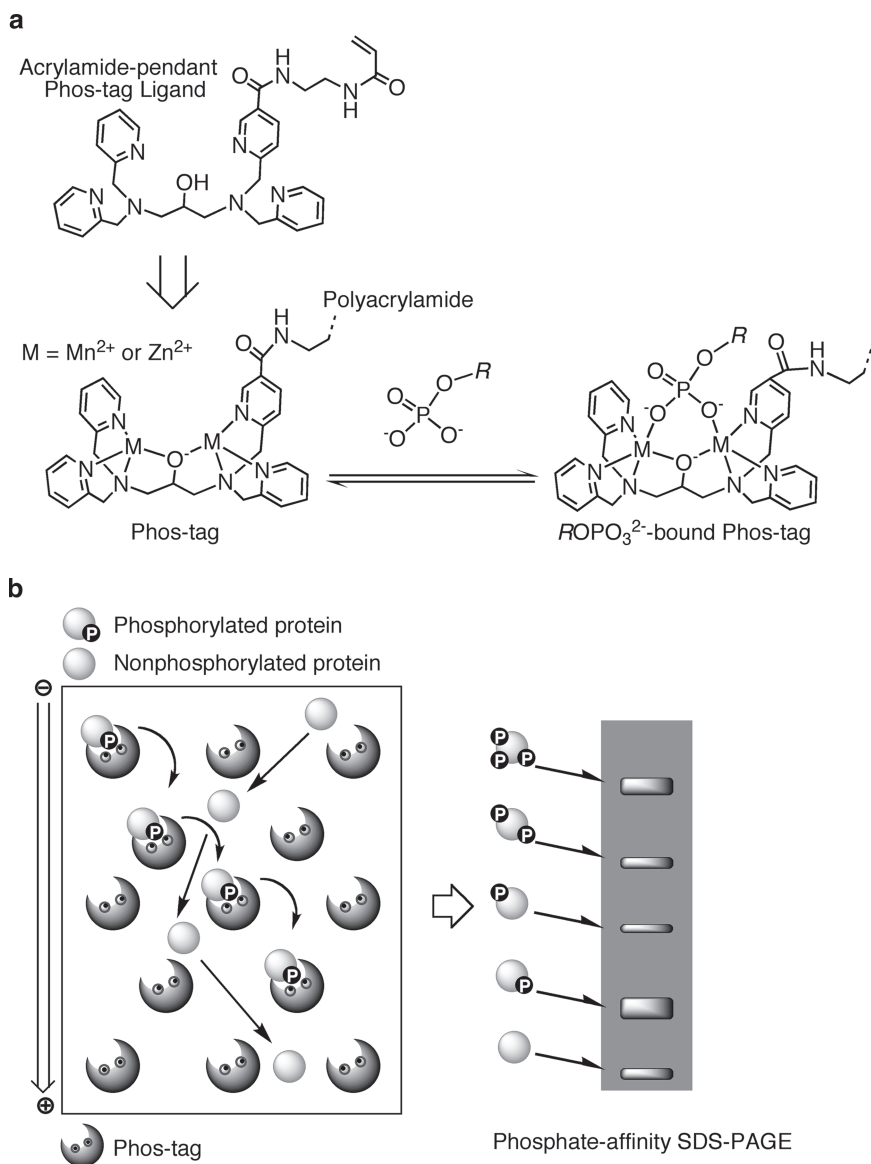 a
Acrylamide-pendant
Phos-tag Ligand
O
H
N
N
H
O
N
N
OH
N
N
N
N
Polyacrylamide
M = Mn2+ or Zn2+
O
H
N
N
N
M
M
O-
N
N
N
N
Phos-tag
O
O
R
P
-O
O-
O
O
R
P
-O
O-
O
H
N
N
N
M
M
O-
N
N
N
N
ROPO32--bound Phos-tag
b
P
Phosphorylated protein
Nonphosphorylated protein
⊖
P
P
P
P
⊕
Phos-tag
P
P
P
P
P
P
P
Phosphate-affinity SDS-PAGE